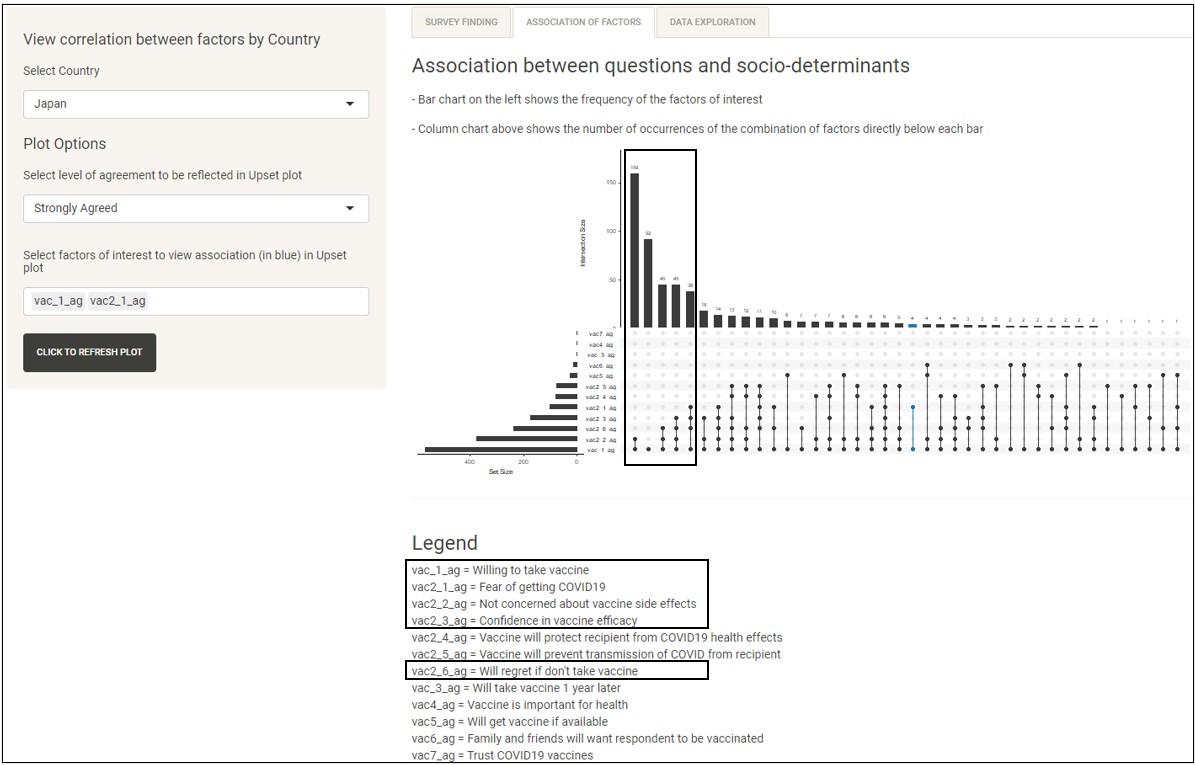 SURVEY FINDING
ASSOCIATION OF FACTORS
DATA EXPLORATION
View correlation between factors by Country
Select Country
Japan
Plot Options
Select level of agreement to be reflected in Upset plot
Strongly Agreed
Select factors of interest to view association (in blue) in Upset
plot
vac_1_ag vac2_1_ag
CLICK TO REFRESH PLOT
Association between questions and socio-determinants
- Bar chart on the left shows the frequency of the factors of interest
- Column chart above shows the number of occurrences of the combination of factors directly below each bar
Intersection Size
150
100
50
92 45 45 38 18 14 13 12 11 10 8 7 7 7 6 6 6 6 5 4 4 4 4 3 3 3 2 2 2 2 2 2 2 1 1 1 1 1 1
vac7_ag
vac4_ag
vac_3_ag
vac6_ag
vac5_ag
vac2_5_ag
vac2_4_ag
vac2_1_ag
vac2_3_ag
vac2_6_ag
vac2_2_ag
vac_1_ag
400 200 0
Set Size
Legend
vac_1_ag = Willing to take vaccine
vac2_1_ag = Fear of getting COVID19
vac2_2_ag = Not concerned about vaccine side effects
vac2_3_ag = Confidence in vaccine efficacy
vac2_4_ag = Vaccine will protect recipient from COVID19 health effects
vac2_5_ag = Vaccine will prevent transmission of COVID from recipient
vac2_6_ag = Will regret if don't take vaccine
vac_3_ag = Will take vaccine 1 year later
vac4_ag = Vaccine is important for health
vac5_ag = Will get vaccine if available
vac6_ag = Family and friends will want respondent to be vaccinated
vac7_ag = Trust COVID19 vaccines